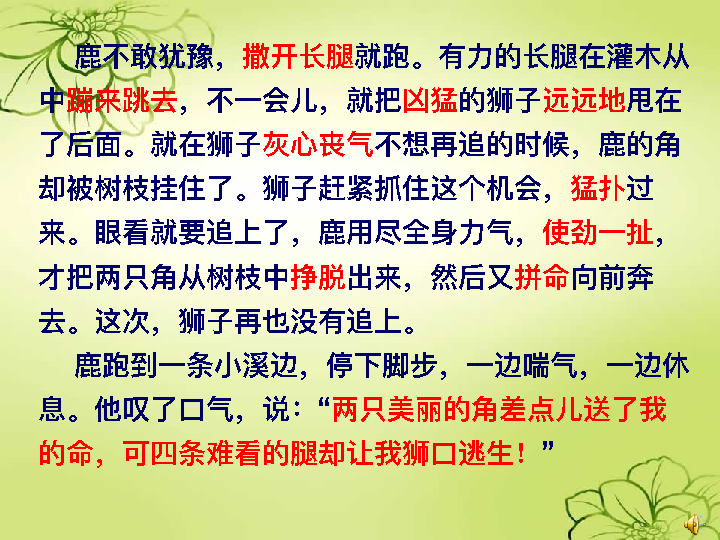 鹿不敢犹豫，撒开长腿就跑。有力的长腿在灌木从
中蹦来跳去，不一会儿，就把凶猛的狮子远远地甩在
了后面。就在狮子灰心丧气不想再追的时候，鹿的角
却被树枝挂住了。狮子赶紧抓住这个机会，猛扑过
来。眼看就要追上了，鹿用尽全身力气，使劲一扯，
才把两只角从树枝中挣脱出来，然后又拼命向前奔
去。这次，狮子再也没有追上。
鹿跑到一条小溪边，停下脚步，一边喘气，一边休
息。他叹了口气，说：“两只美丽的角差点儿送了我
的命，可四条难看的腿却让我狮口逃生！”